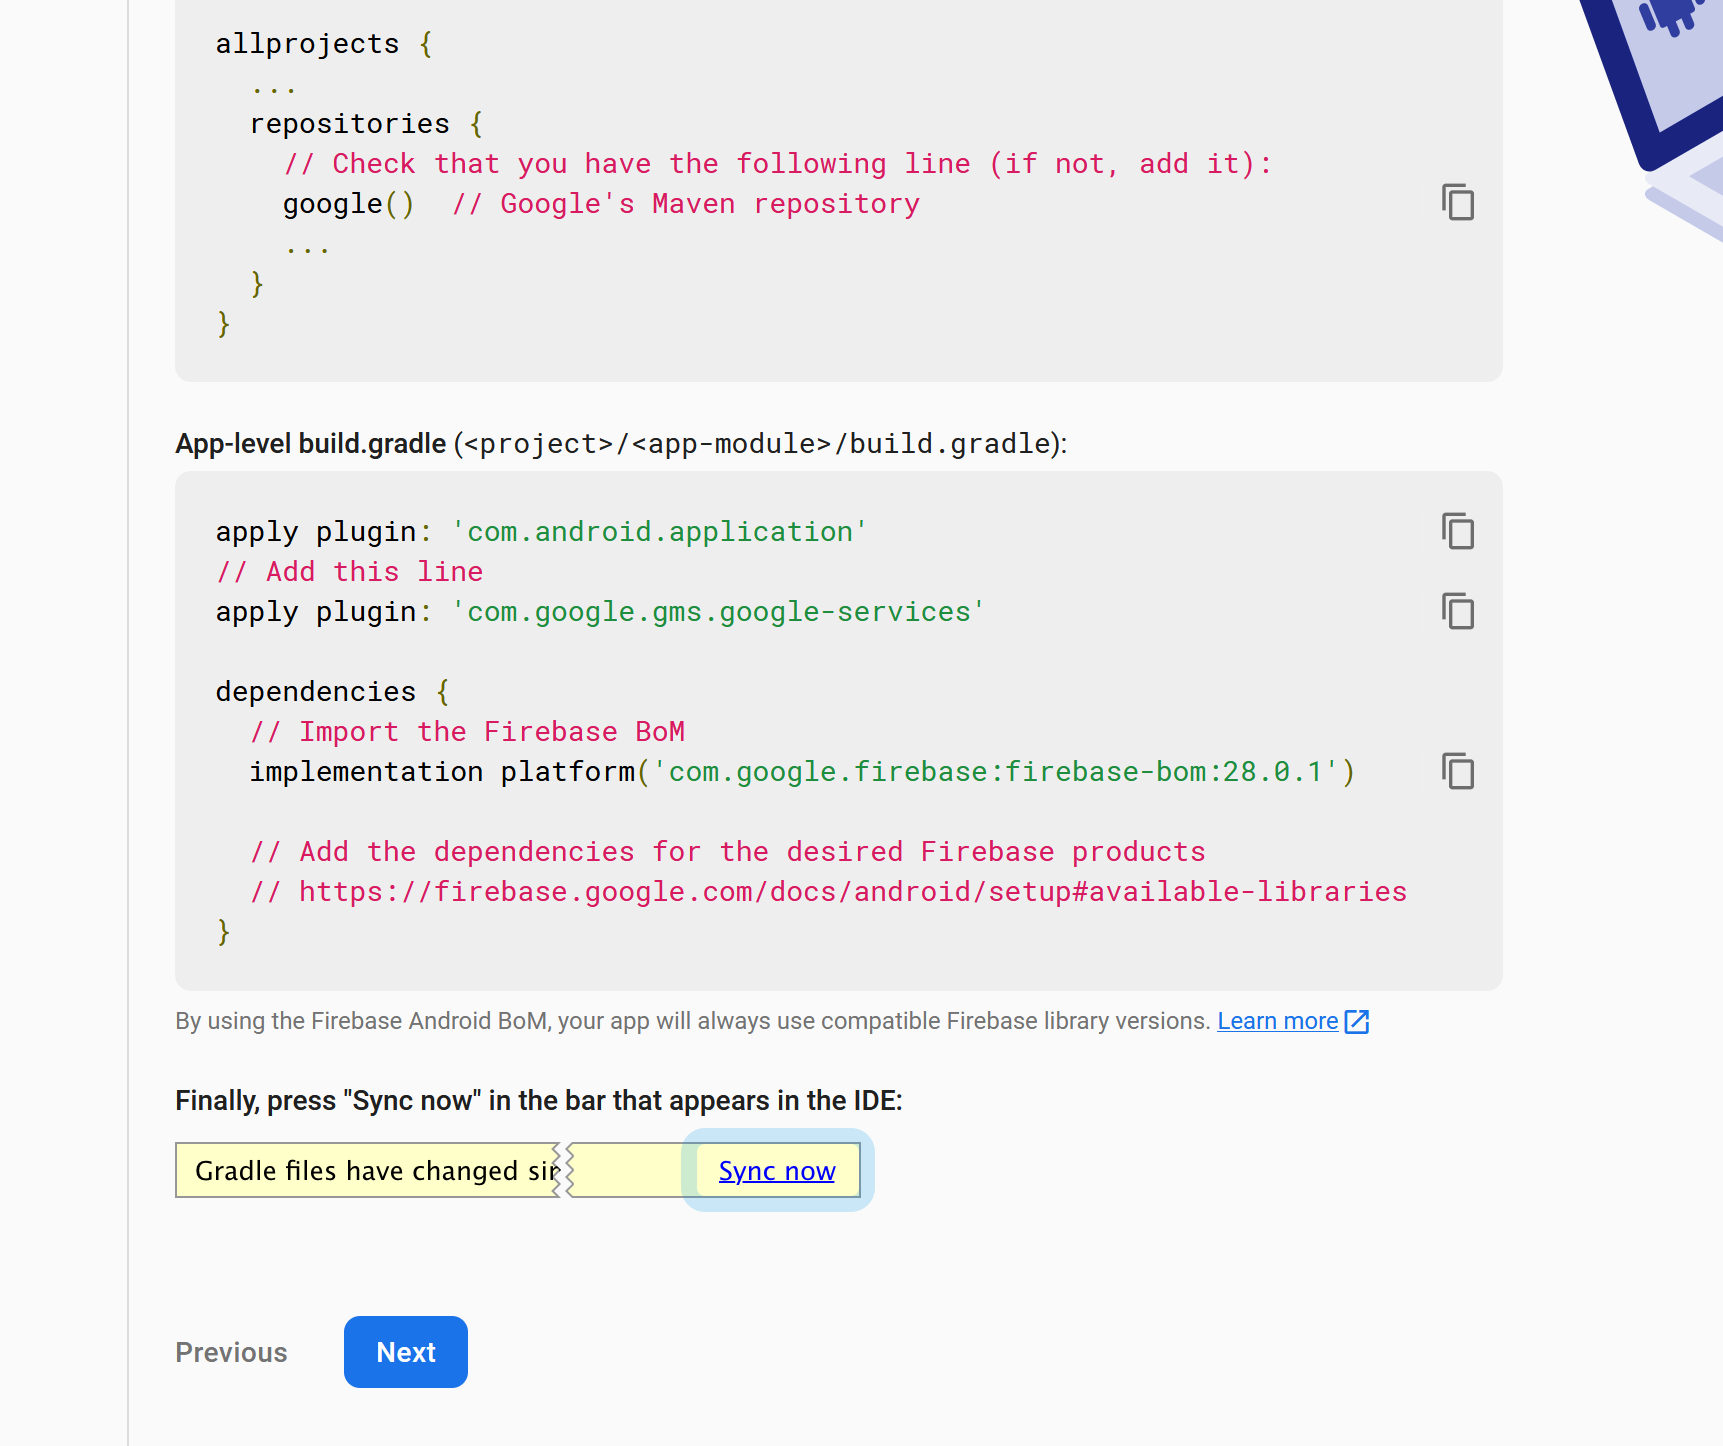 allprojects {
...
repositories {
// Check that you have the following line (if not, add it):
google()  // Google's Maven repository
...
}
}
App-level build.gradle (<project>/<app-module>/build.gradle):
apply plugin: 'com.android.application'
// Add this line
apply plugin: 'com.google.gms.google-services'
dependencies {
// Import the Firebase BoM
implementation platform('com.google.firebase:firebase-bom:28.0.1')
// Add the dependencies for the desired Firebase products
// https://firebase.google.com/docs/android/setup#available-libraries
}
By using the Firebase Android BoM, your app will always use compatible Firebase library versions. Learn more
Finally, press "Sync now" in the bar that appears in the IDE:
Gradle files have changed sin Sync now
Previous Next